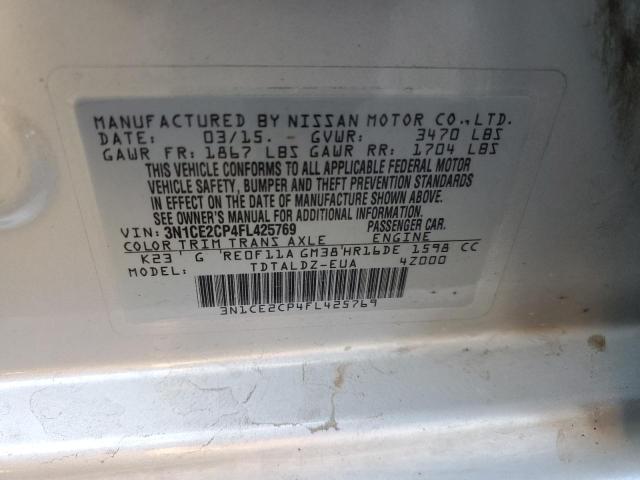 MANUFACTURED BY NISSAN MOTOR CO.,LTD.
DATE: 03/15. GVWR: 3470 LBS
GAWR FR: 1867 LBS GAWR RR: 1704 LBS
THIS VEHICLE CONFORMS TO ALL APPLICABLE FEDERAL MOTOR
VEHICLE SAFETY, BUMPER AND THEFT PREVENTION STANDARDS
IN EFFECT ON THE DATE OF MANUFACTURE SHOWN ABOVE.
SEE OWNER'S MANUAL FOR ADDITIONAL INFORMATION.
VIN: 3N1CE2CP4FL425769 PASSENGER CAR.
COLOR TRIM TRANS AXLE ENGINE
K23 G RE0F11A GM38 HR16DE 1598 CC
MODEL TDTALDZ-EUA 4Z000
3N1CE2CP4FL425769